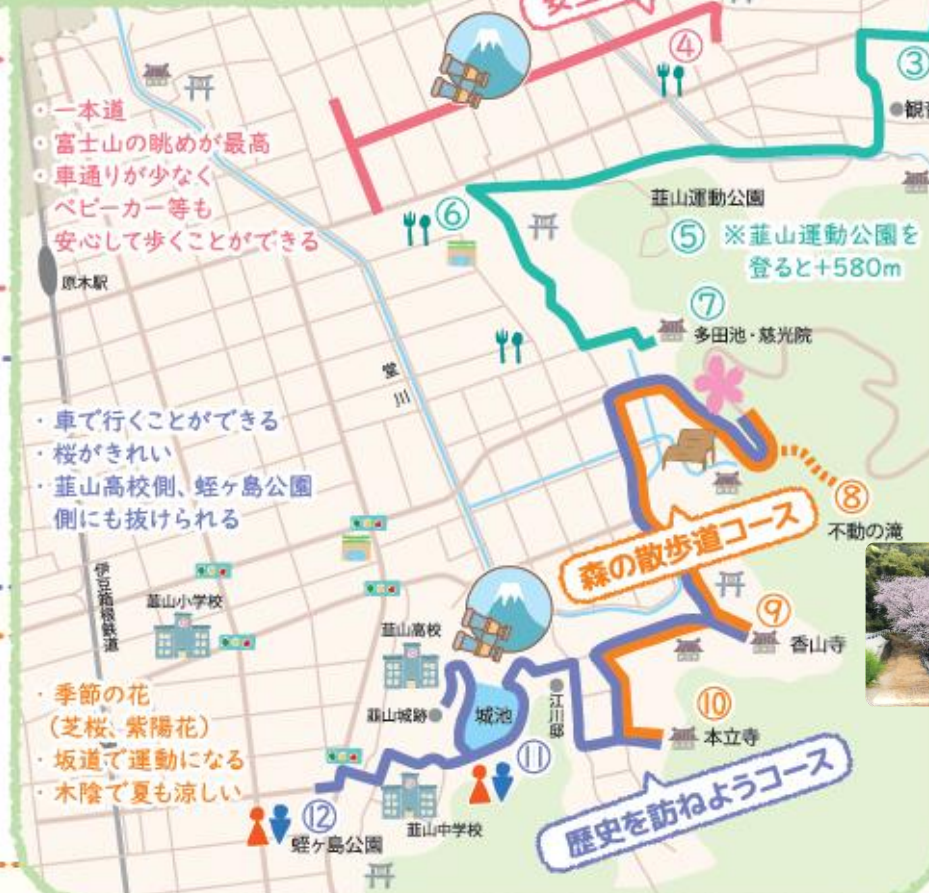 ④
③
・一本道
・富士山の眺めが最高
・車通りが少なく
ベビーカー等も
安心して歩くことができる
韮山運動公園
⑥
⑤ ※韮山運動公園を
登ると+580m
原木駅
⑦
多田池・慈光院
堂川
・車で行くことができる
・桜がきれい
・韮山高校側、蛭ヶ島公園
側にも抜けられる
⑧
不動の滝
森の散歩道コース
伊豆箱根鉄道
韮山小学校
韮山高校
⑨
香山寺
・季節の花
(芝桜、紫陽花)
・坂道で運動になる
・木陰で夏も涼しい
韮山城跡
城池
江川邸
⑩
本立寺
⑪
歴史を訪ねようコース
⑫
蛭ヶ島公園
韮山中学校